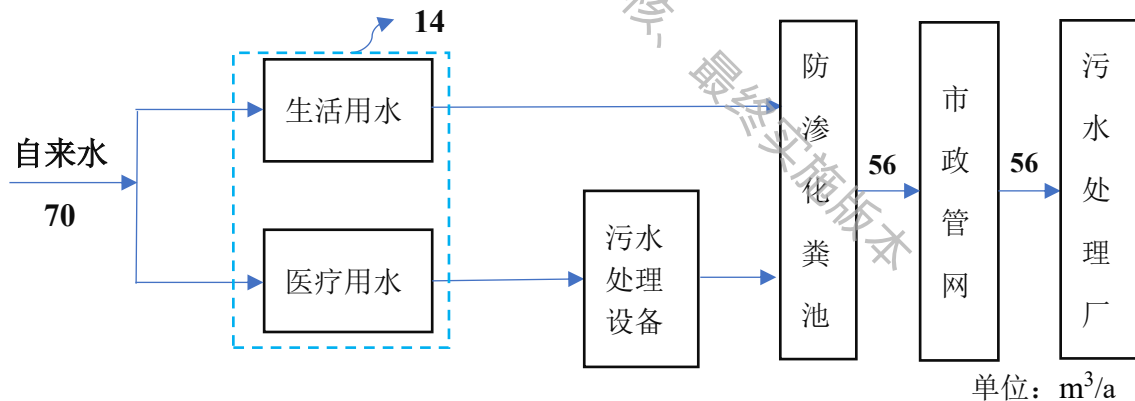 14
生活用水
自来水
70
医疗用水
污水
处理
设备
防渗化粪池
56
市政管网
56
污水处理厂
单位：m³/a
核、
最终实施版本